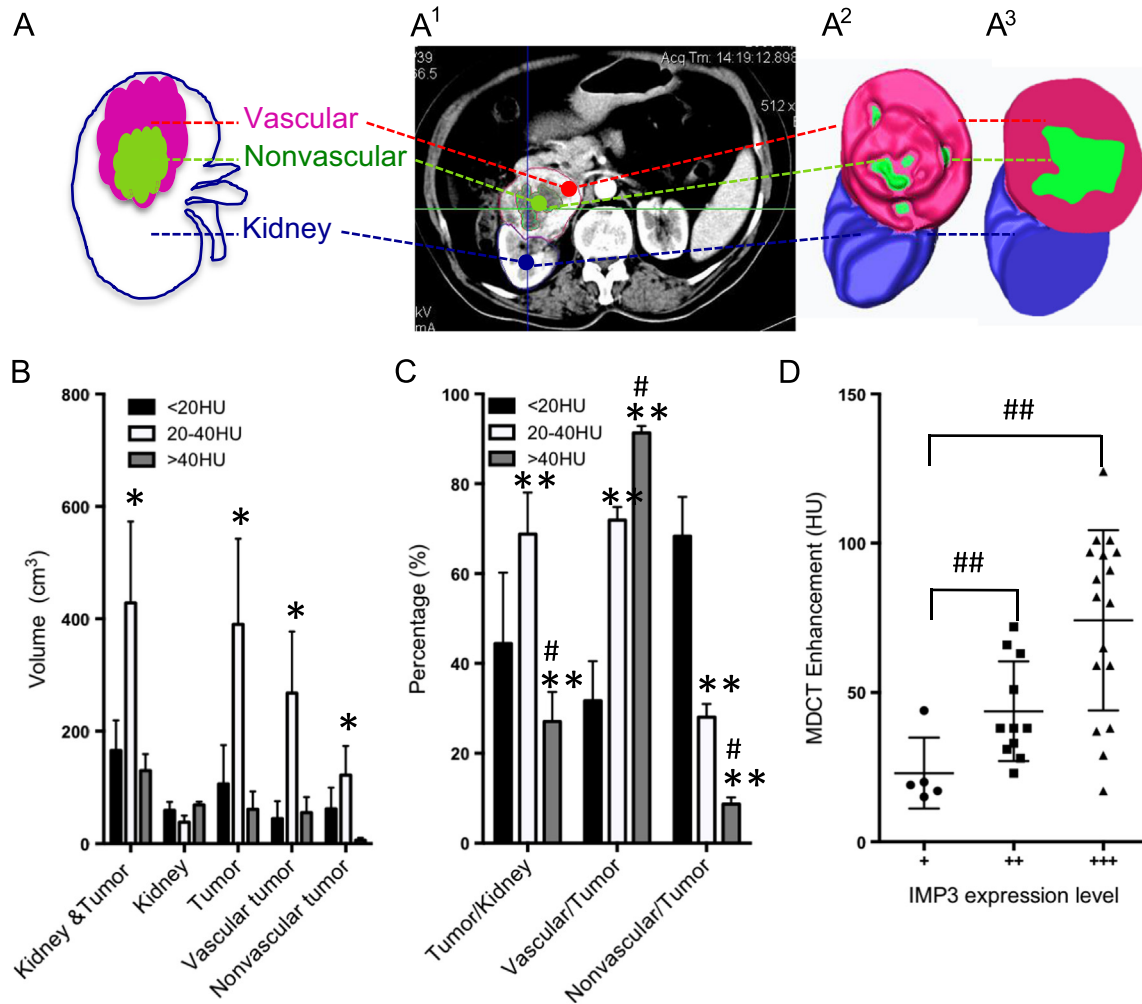 A
A1
A2
A3
/39
66.5
Acq Tm: 14:19:12.898
512 x
Vascular
Nonvascular
Kidney
kV
mA
B
800
600
400
200
0
Volume (cm3)
<20HU
20-40HU
>40HU
*
*
*
*
Kidney &Tumor
Kidney
Tumor
Vascular tumor
Nonvascular tumor
C
100
80
60
40
20
0
Percentage (%)
<20HU
20-40HU
>40HU
**
#
**
**
#
**
**
#
**
Tumor/Kidney
Vascular/Tumor
Nonvascular/Tumor
D
150
100
50
0
MDCT Enhancement (HU)
##
##
+
++
+++
IMP3 expression level